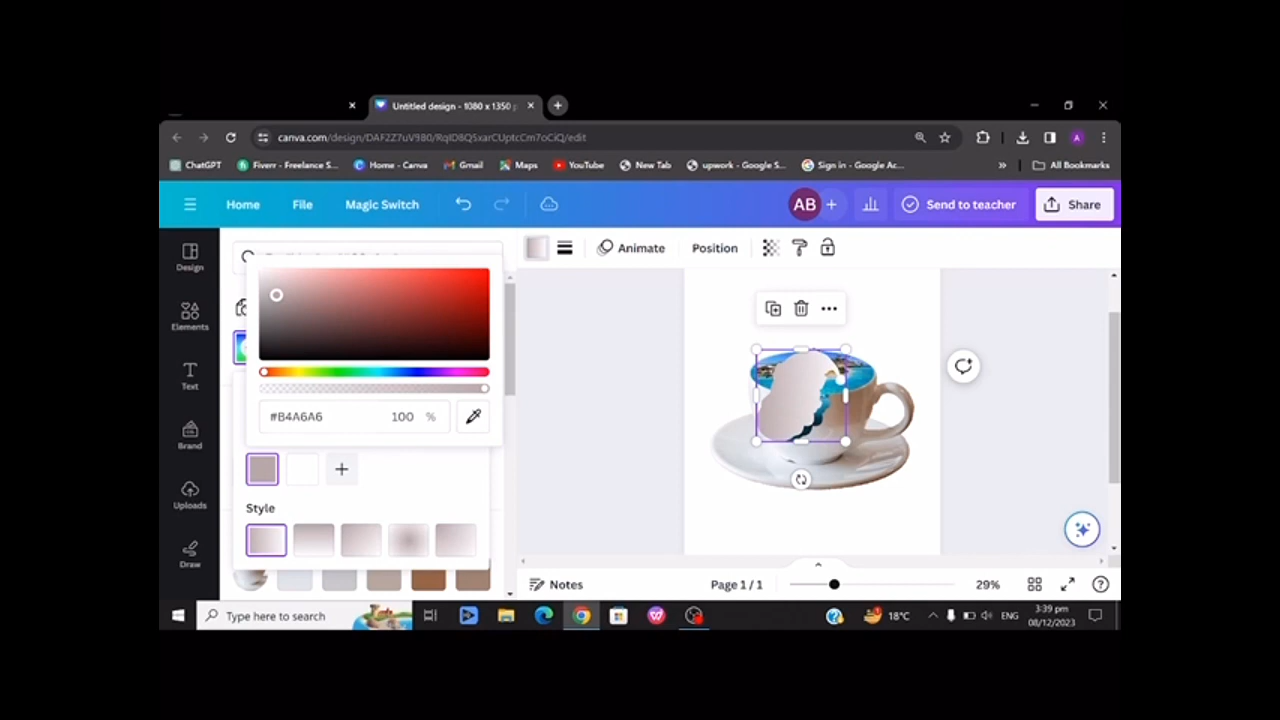 Untitled design - 1080 x 1350
canva.com/design/DAF2Z7uV9B0/RqID8Q5xarCUptcCm7oCiQ/edit
ChatGPT Fiverr - Freelance S... Home - Canva Gmail Maps YouTube New Tab upwork - Google S... Sign in - Google Ac... » All Bookmarks
Home File Magic Switch AB + Send to teacher Share
Design
Elements
Text
Brand
Uploads
Draw
Animate Position
#B4A6A6 100 %
Style
Notes Page 1 / 1 29%
Type here to search 18°C ENG 3:39 pm
08/12/2023